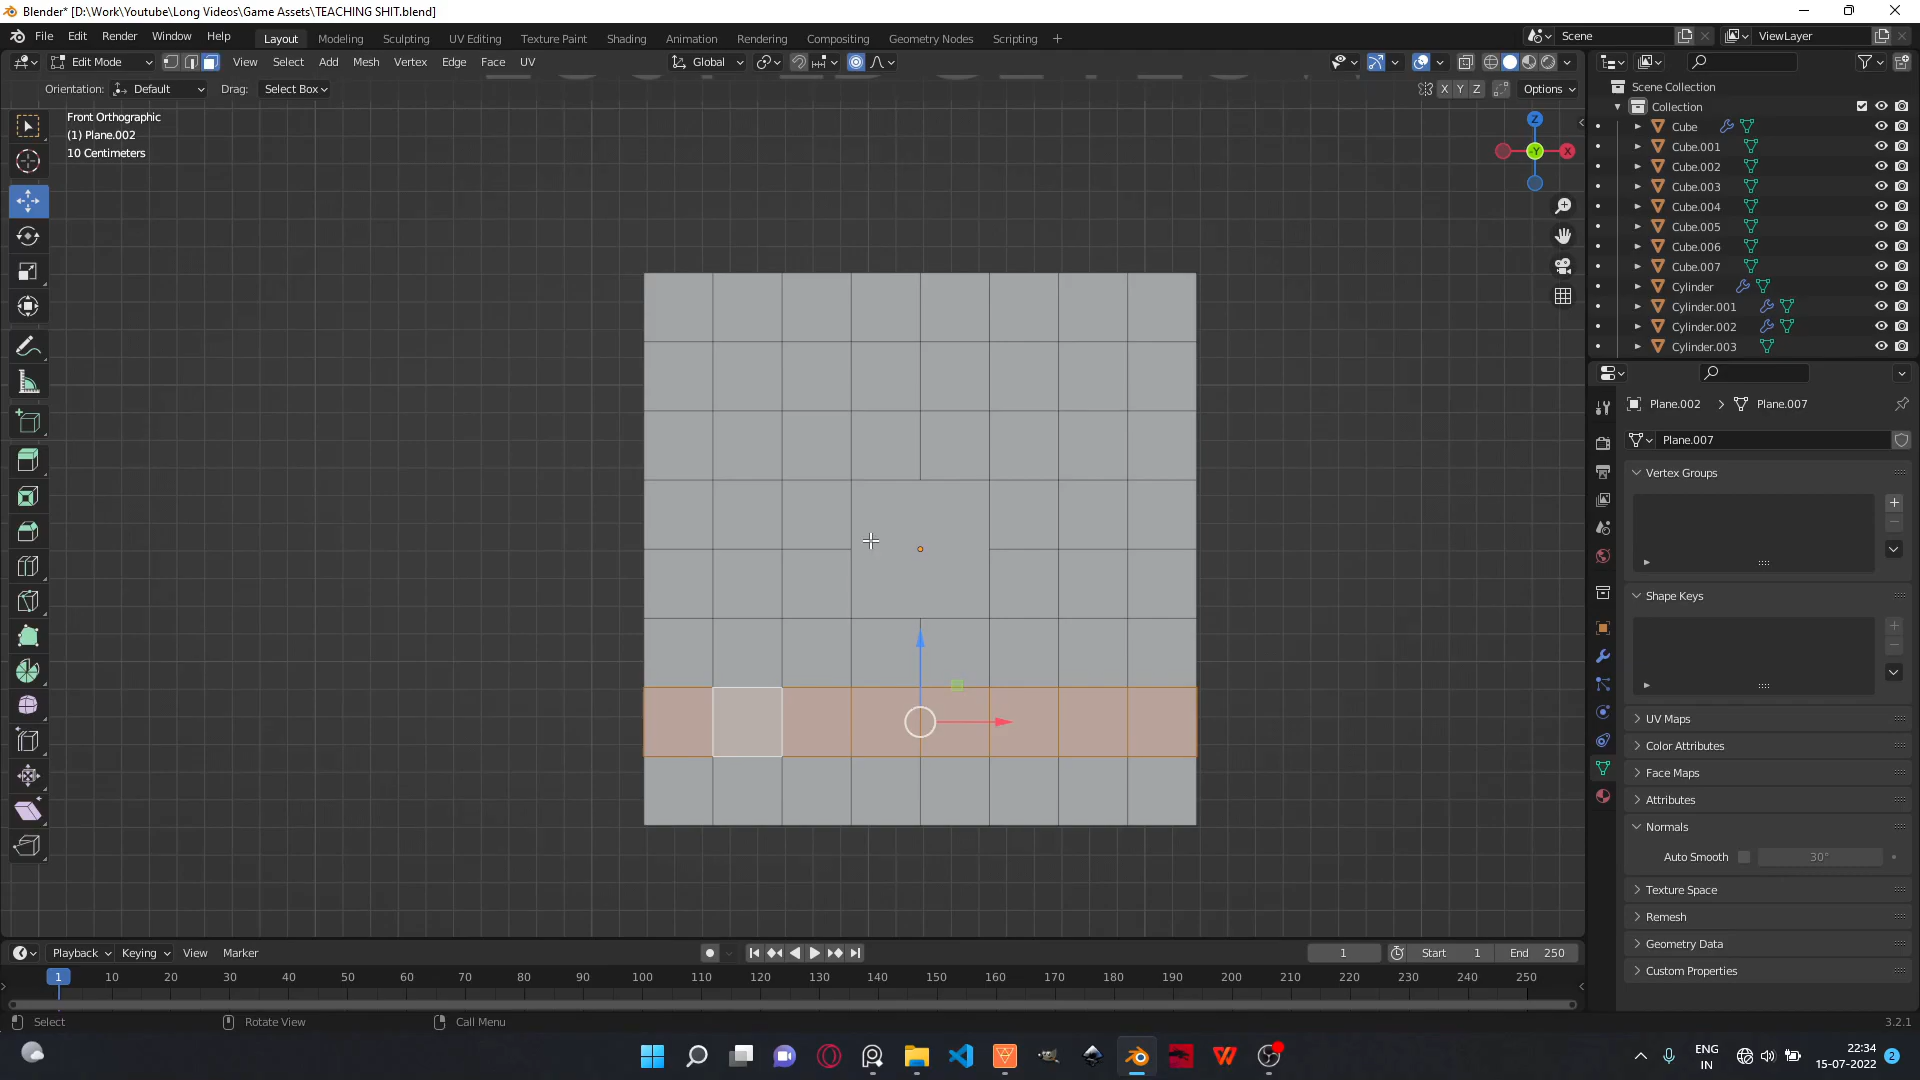 Blender* [D:\Work\Youtube\Long Videos\Game Assets\TEACHING SHIT.blend]
File Edit Render Window Help Layout Modeling Sculpting UV Editing Texture Paint Shading Animation Rendering Compositing Geometry Nodes Scripting + Scene ViewLayer
Edit Mode View Select Add Mesh Vertex Edge Face UV Global
Orientation: Default Drag: Select Box X Y Z Options
Front Orthographic
(1) Plane.002
10 Centimeters
Z
-Y
X
Scene Collection
Collection
Cube
Cube.001
Cube.002
Cube.003
Cube.004
Cube.005
Cube.006
Cube.007
Cylinder
Cylinder.001
Cylinder.002
Cylinder.003
Plane.002 Plane.007
Plane.007
Vertex Groups
Shape Keys
UV Maps
Color Attributes
Face Maps
Attributes
Normals
Auto Smooth 30°
Texture Space
Remesh
Geometry Data
Custom Properties
Playback Keying View Marker 1 Start 1 End 250
1 10 20 30 40 50 60 70 80 90 100 110 120 130 140 150 160 170 180 190 200 210 220 230 240 250
Select Rotate View Call Menu 3.2.1
ENG
IN
22:34
15-07-2022
2